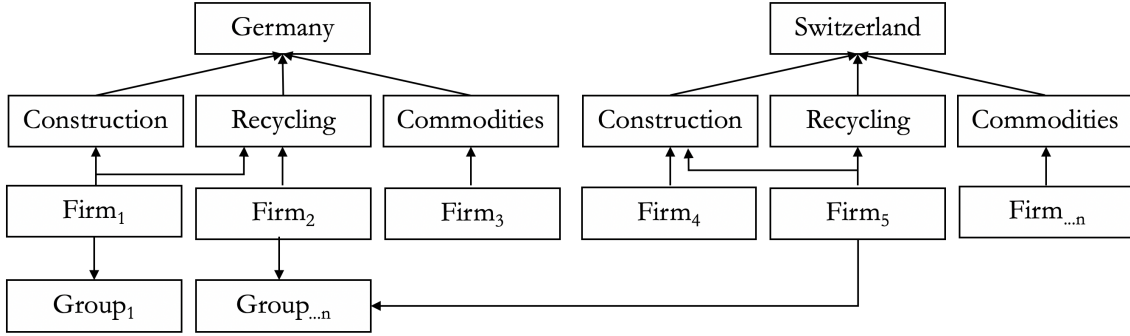 Germany
Switzerland
Construction
Recycling
Commodities
Construction
Recycling
Commodities
Firm₁
Firm₂
Firm₃
Firm₄
Firm₅
Firm...n
Group₁
Group...n